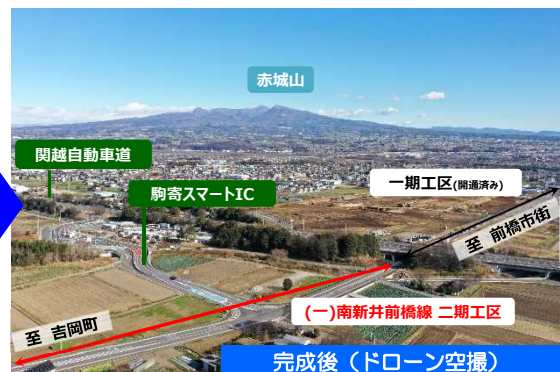 赤城山
関越自動車道
駒寄スマートIC
一期工区(開通済み)
至 前橋市街
至 吉岡町
(一)南新井前橋線 二期工区
完成後（ドローン空撮）